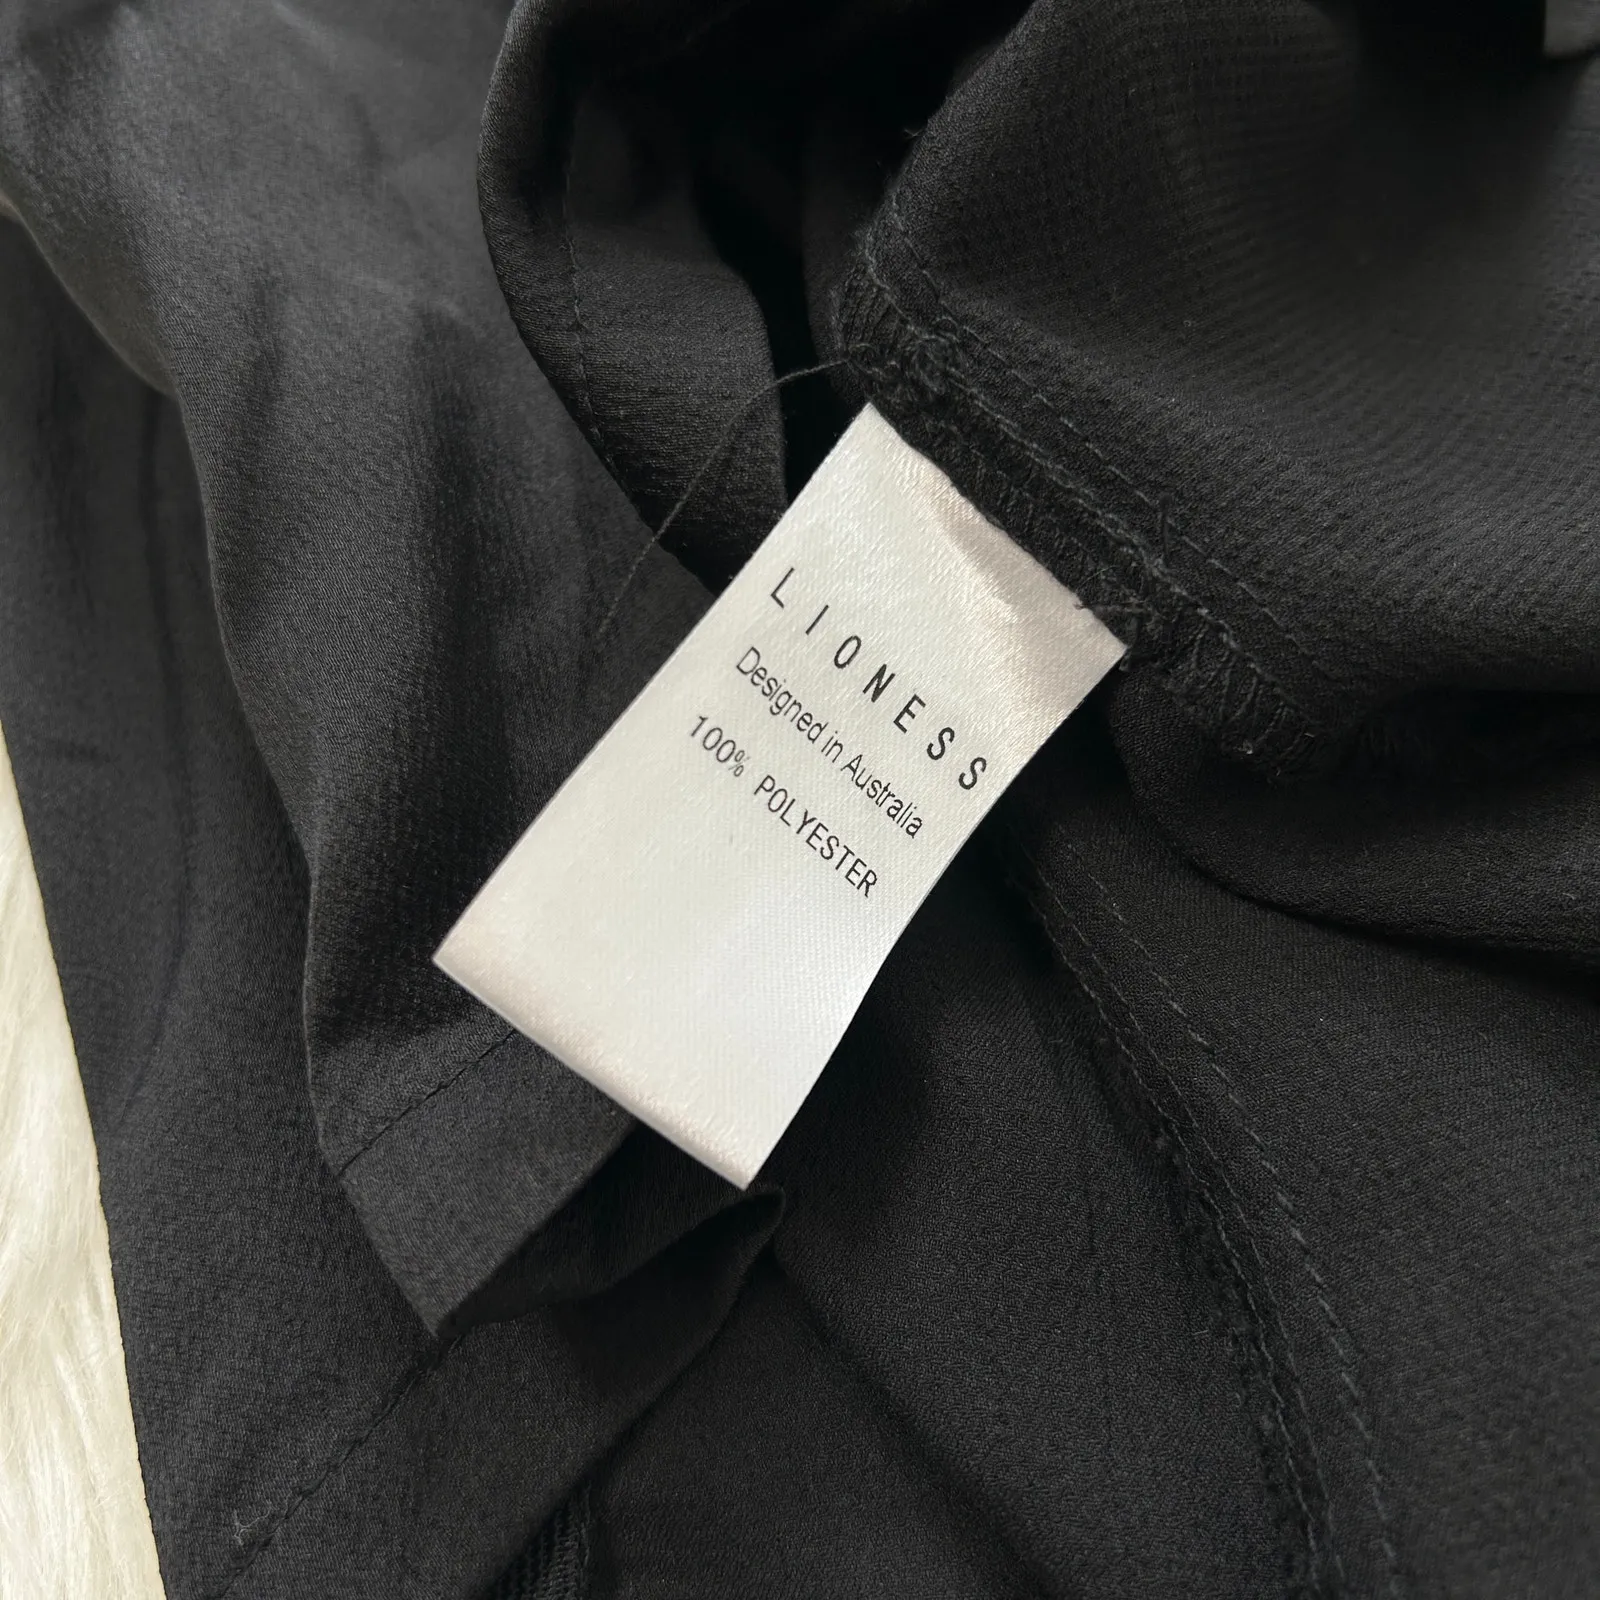 LIONESS
Designed in Australia
100% POLYESTER